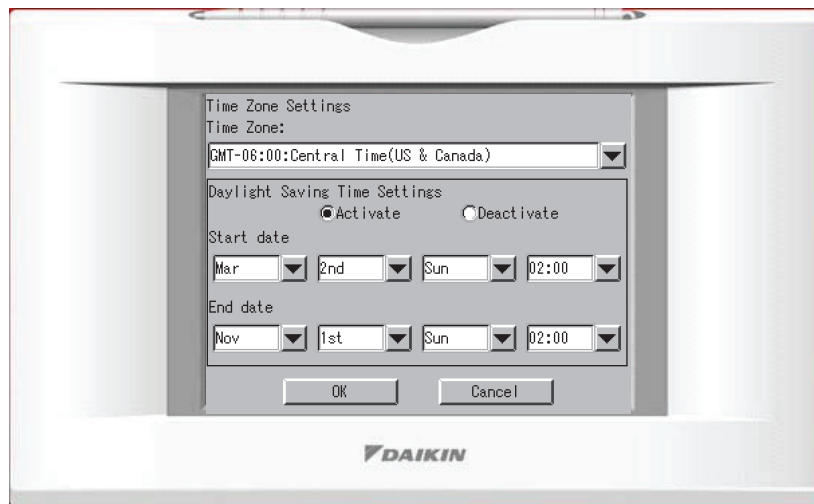 Time Zone Settings
Time Zone:
GMT-06:00:Central Time(US & Canada)
Daylight Saving Time Settings
Activate Deactivate
Start date
Mar 2nd Sun 02:00
End date
Nov 1st Sun 02:00
OK Cancel
DAIKIN